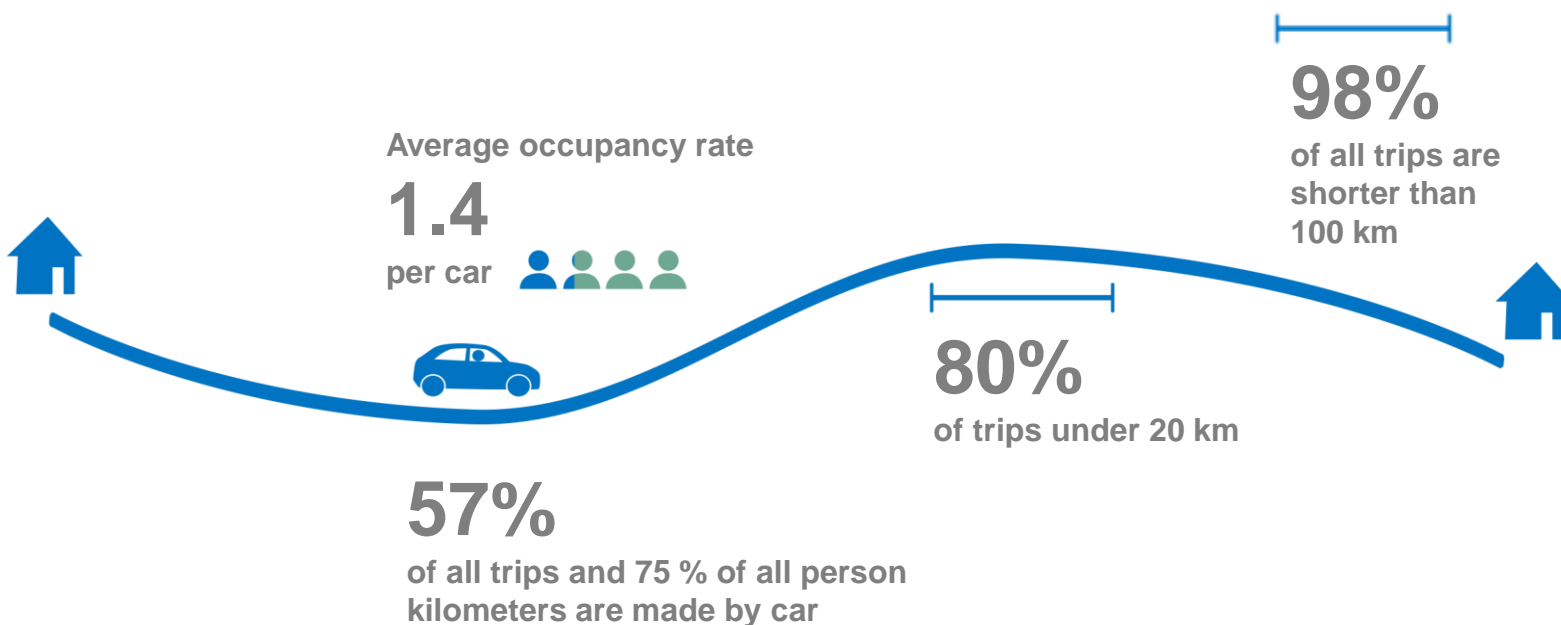 Average occupancy rate
1.4
per car
57%
of all trips and 75 % of all person
kilometers are made by car
80%
of trips under 20 km
98%
of all trips are
shorter than
100 km